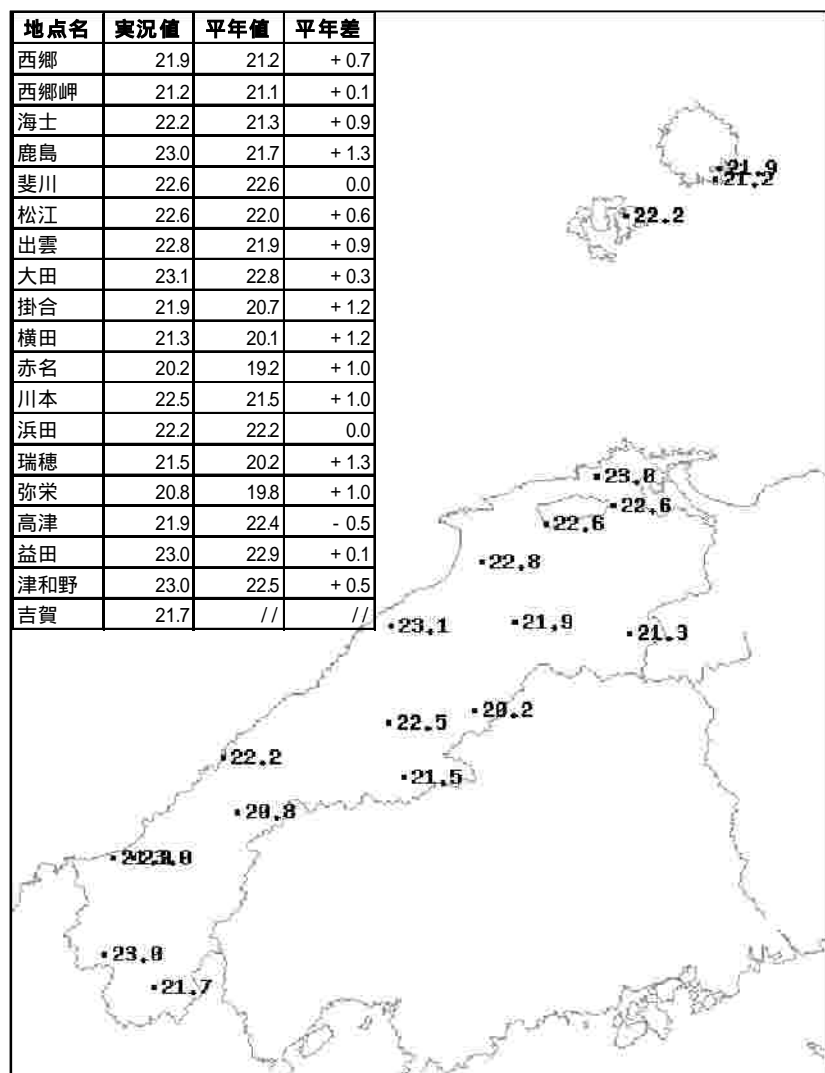 地点名 実況値 平年値 平年差
西郷 21.9 21.2 + 0.7
西郷岬 21.2 21.1 + 0.1
海士 22.2 21.3 + 0.9
鹿島 23.0 21.7 + 1.3
斐川 22.6 22.6 0.0
松江 22.6 22.0 + 0.6
出雲 22.8 21.9 + 0.9
大田 23.1 22.8 + 0.3
掛合 21.9 20.7 + 1.2
横田 21.3 20.1 + 1.2
赤名 20.2 19.2 + 1.0
川本 22.5 21.5 + 1.0
浜田 22.2 22.2 0.0
瑞穂 21.5 20.2 + 1.3
弥栄 20.8 19.8 + 1.0
高津 21.9 22.4 - 0.5
益田 23.0 22.9 + 0.1
津和野 23.0 22.5 + 0.5
吉賀 21.7 // //
21.9
21.2
22.2
23.0
22.6
22.6
22.8
23.1
21.9
21.3
20.2
22.5
22.2
21.5
20.8
23.0
21.7